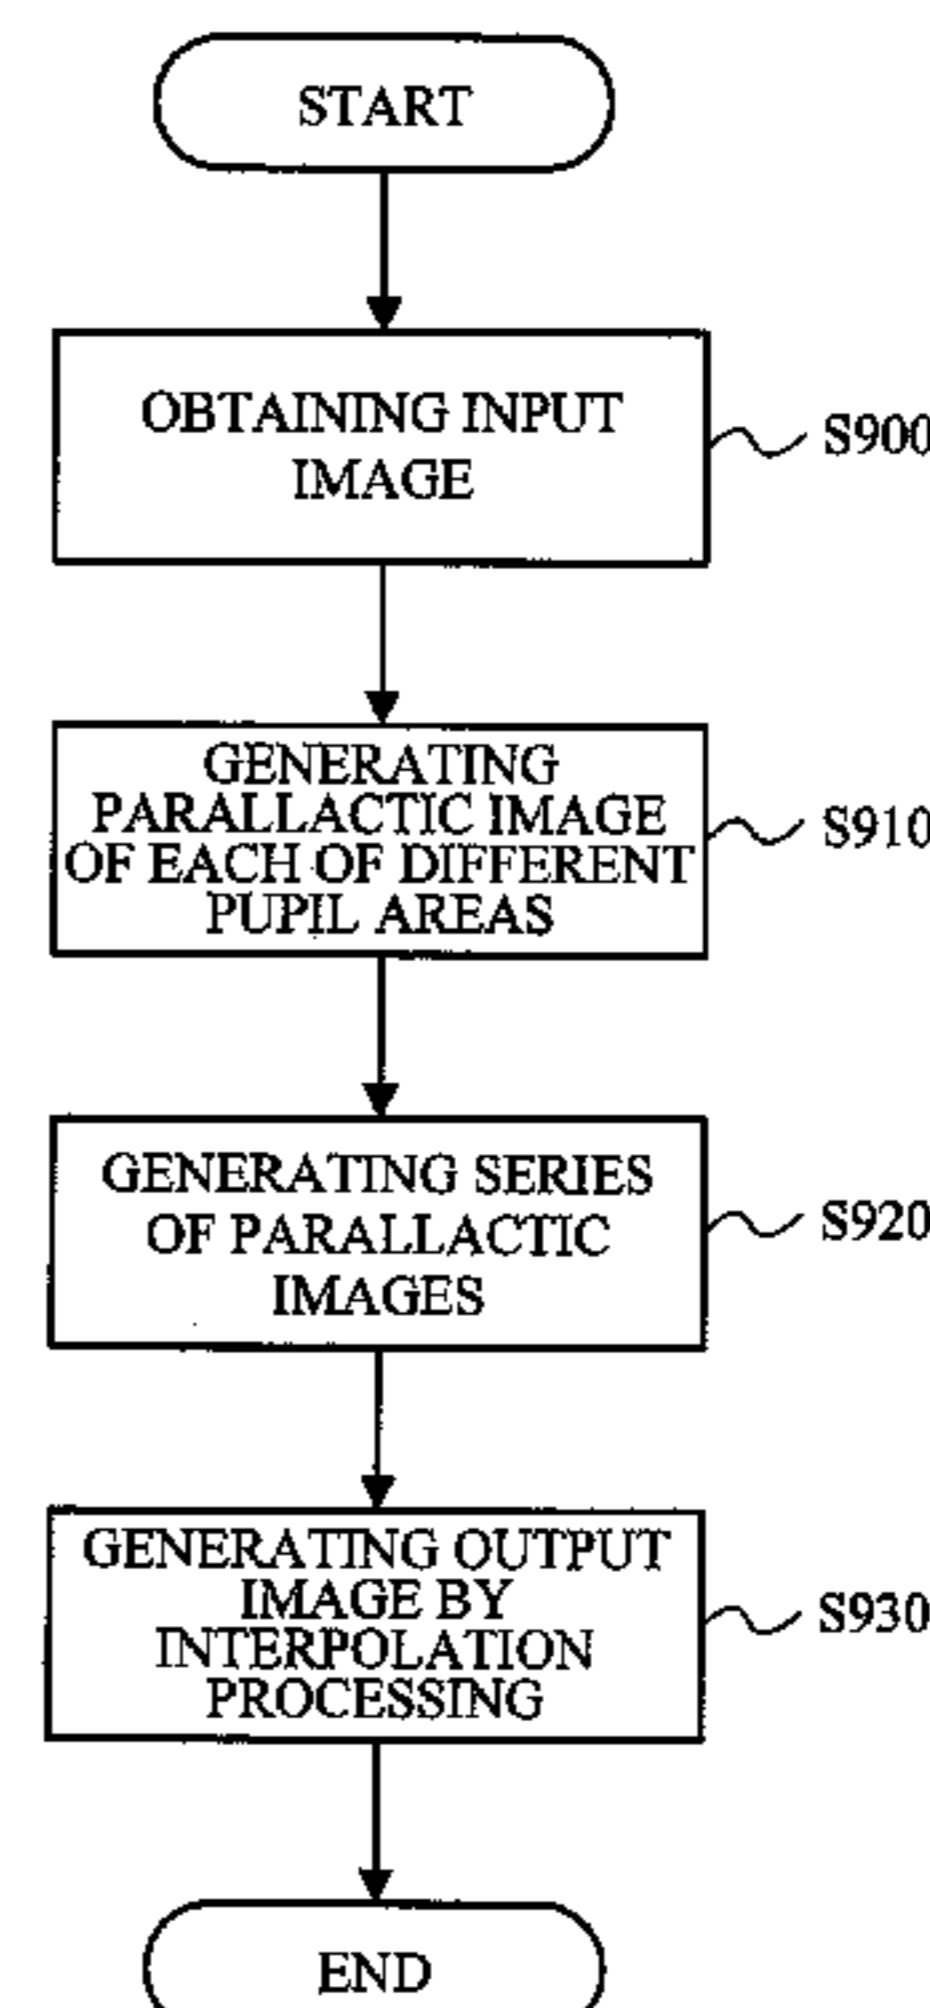 START
OBTAINING INPUT
IMAGE
S900
GENERATING
PARALLACTIC IMAGE
OF EACH OF DIFFERENT
PUPIL AREAS
S910
GENERATING SERIES
OF PARALLACTIC
IMAGES
S920
GENERATING OUTPUT
IMAGE BY
INTERPOLATION
PROCESSING
S930
END